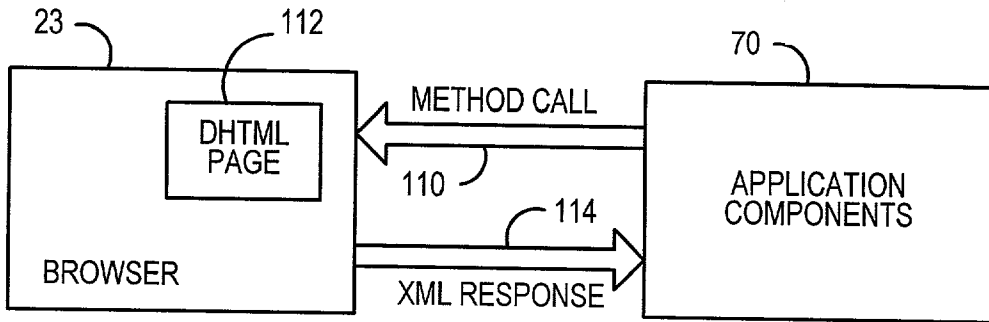 23
112
70
METHOD CALL
DHTML
PAGE
110
APPLICATION
COMPONENTS
114
BROWSER
XML RESPONSE